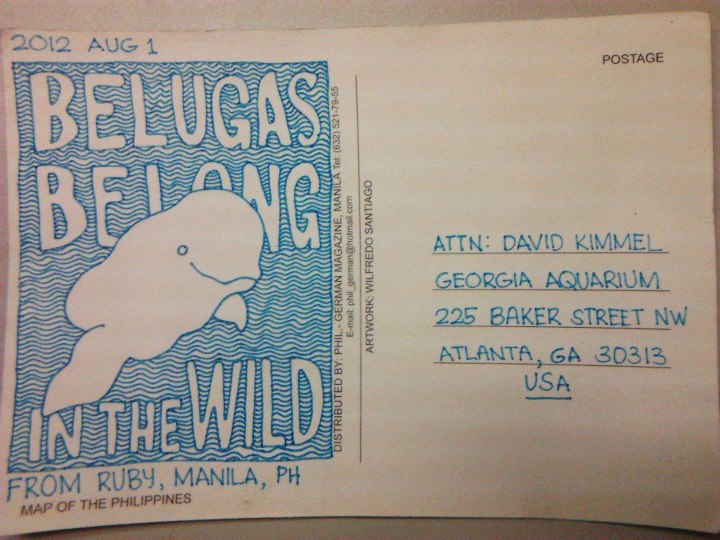 2012 AUG 1
BELUGAS
BELONG
IN THE WILD
FROM RUBY, MANILA, PH
MAP OF THE PHILIPPINES
DISTRIBUTED BY: PHIL.- GERMAN MAGAZINE, MANILA Tel: (632) 521-79-55
E-mail: phil_german@hotmail.com
ARTWORK: WILFREDO SANTIAGO
POSTAGE
ATTN: DAVID KIMMEL
GEORGIA AQUARIUM
225 BAKER STREET NW
ATLANTA, GA 30313
USA